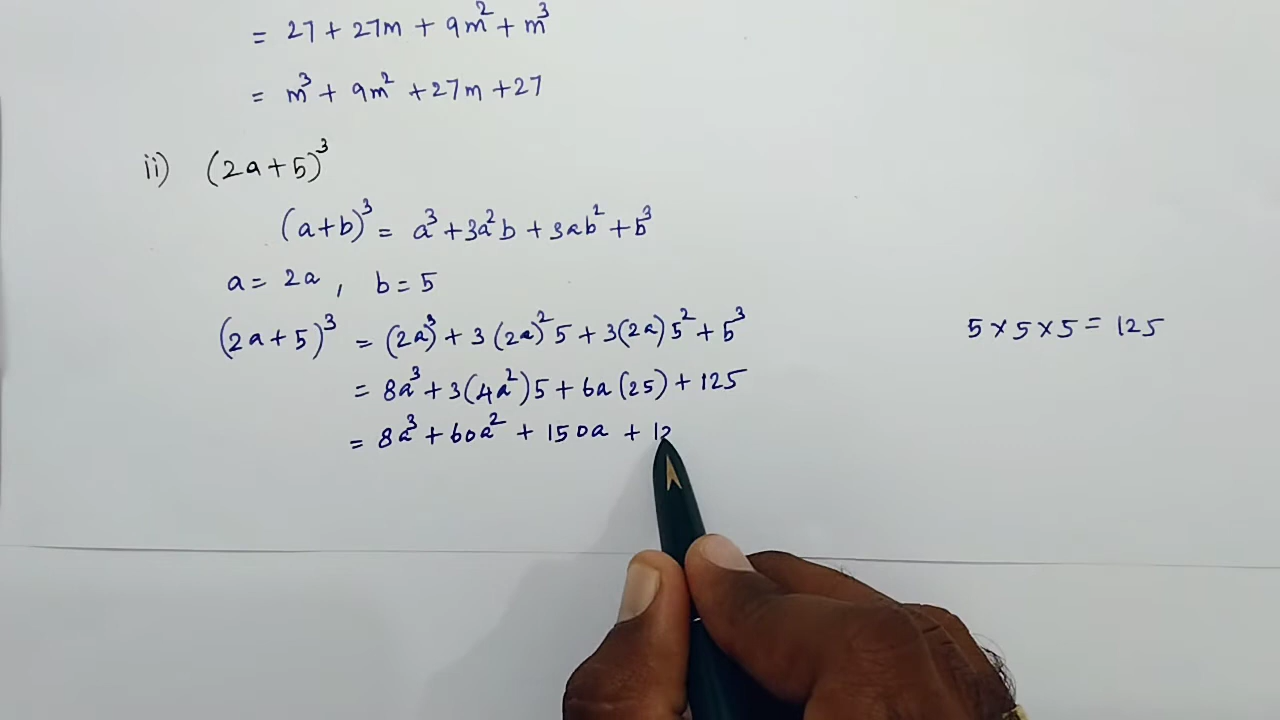 = 27 + 27m + 9m² + m³
= m³ + 9m² + 27m + 27
ii) (2a + 5)³
(a+b)³ = a³ + 3a²b + 3ab² + b³
a = 2a , b = 5
(2a + 5)³ = (2a)³ + 3 (2a)² 5 + 3 (2a) 5² + 5³
5 × 5 × 5 = 125
= 8a³ + 3(4a²) 5 + 6a (25) + 125
= 8a³ + 60a² + 150a + 12